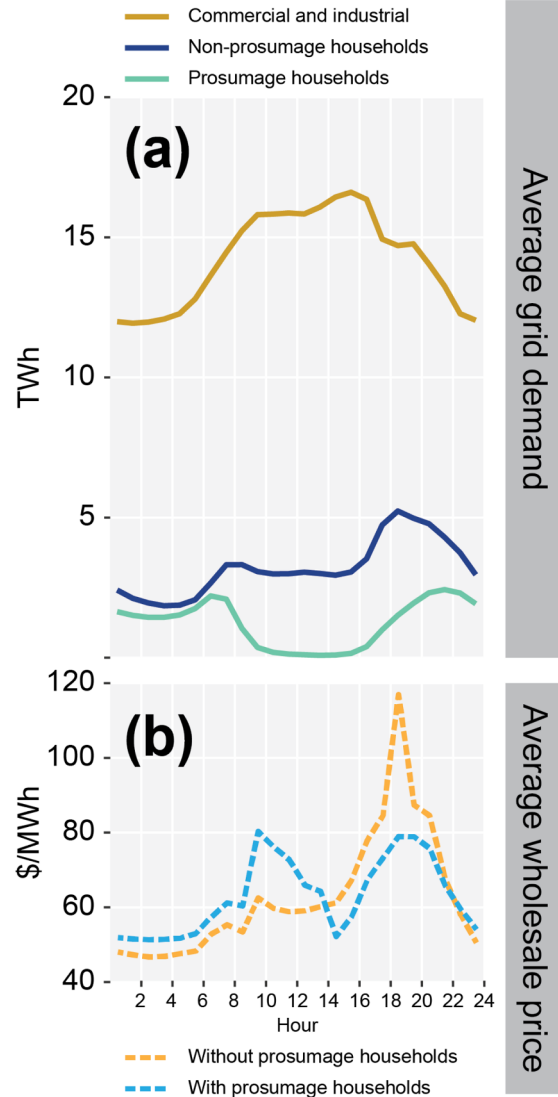 Commercial and industrial
Non-prosumage households
Prosumage households
20
15
10
5
TWh
(a)
Average grid demand
120
100
80
60
40
$/MWh
(b)
Average wholesale price
2 4 6 8 10 12 14 16 18 20 22 24
Hour
Without prosumage households
With prosumage households